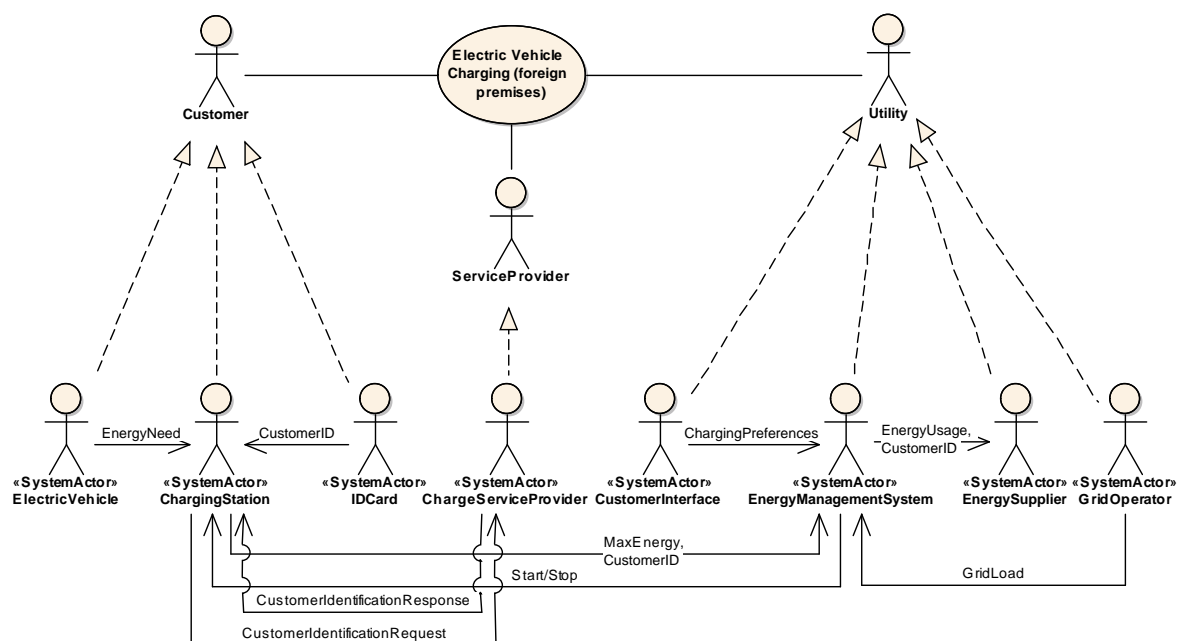 Electric Vehicle
Charging (foreign
premises)
Customer
Utility
ServiceProvider
EnergyNeed
CustomerID
ChargingPreferences
EnergyUsage,
CustomerID
«SystemActor»
ElectricVehicle
«SystemActor»
ChargingStation
«SystemActor»
IDCard
«SystemActor»
ChargeServiceProvider
«SystemActor»
CustomerInterface
«SystemActor»
EnergyManagementSystem
«SystemActor»
EnergySupplier
«SystemActor»
GridOperator
MaxEnergy,
CustomerID
Start/Stop
GridLoad
CustomerIdentificationResponse
CustomerIdentificationRequest